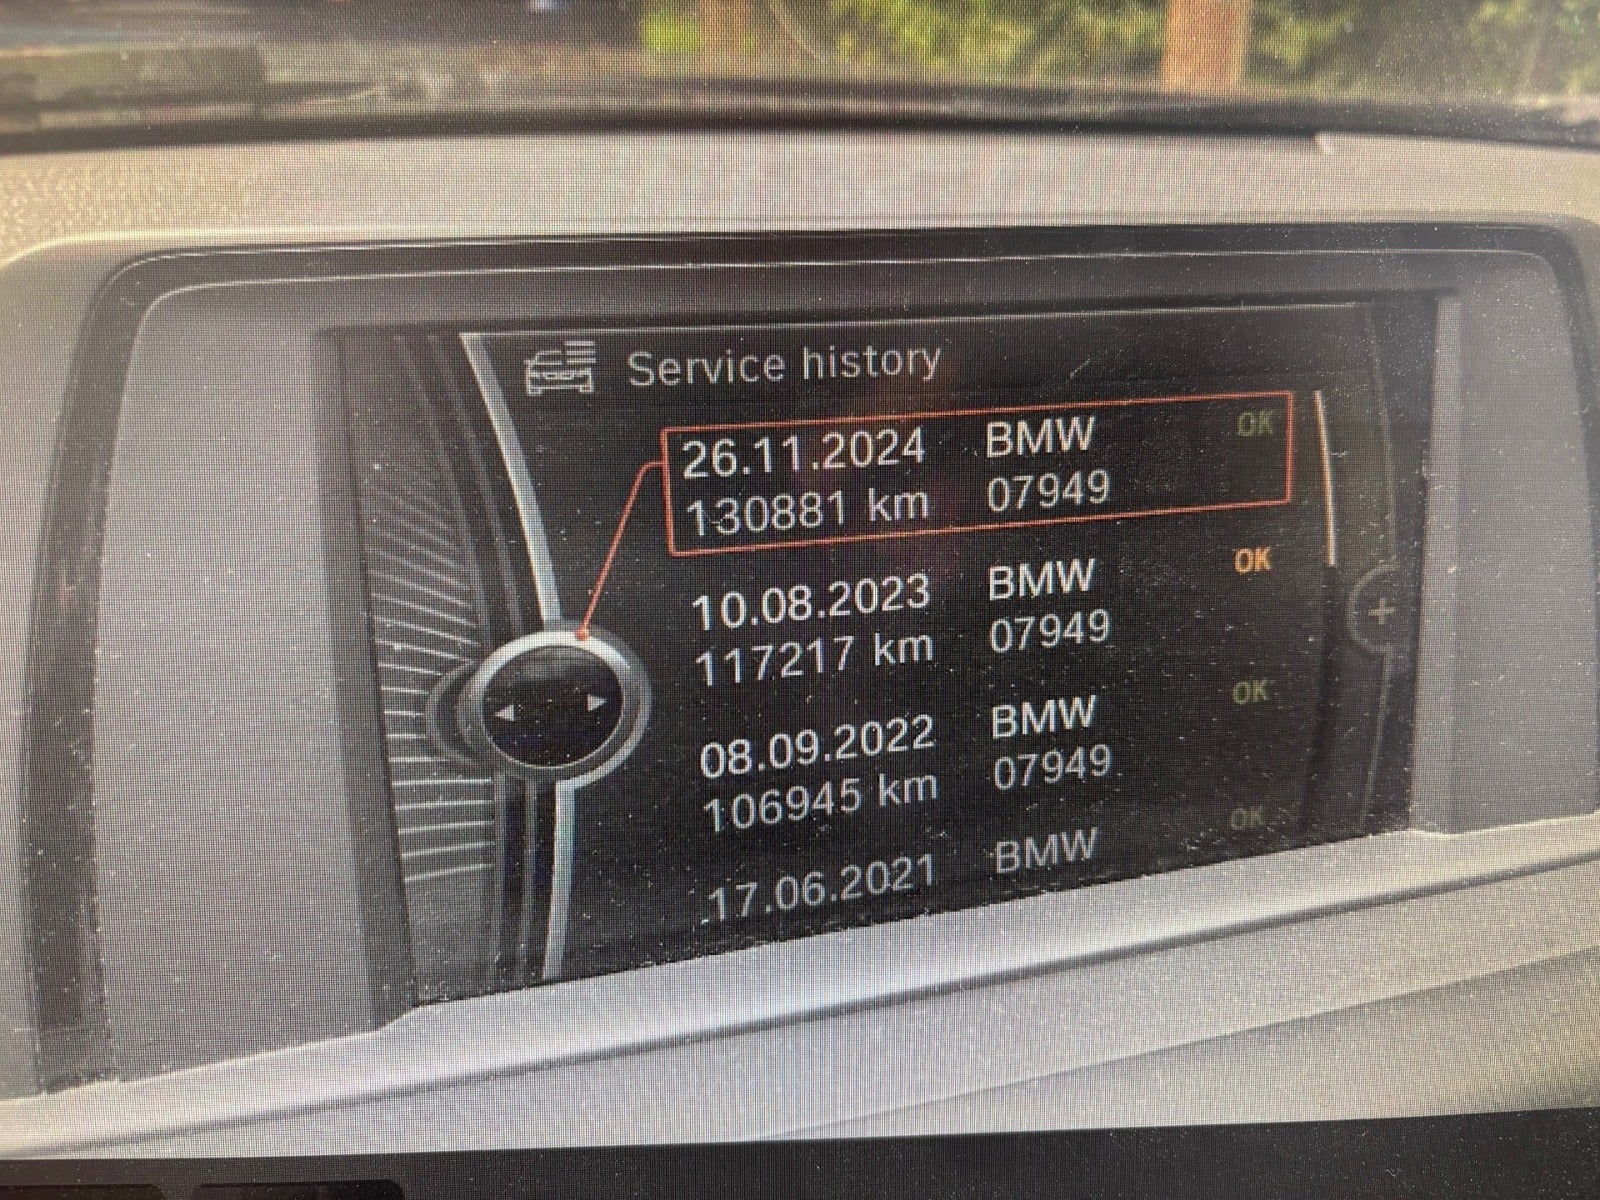 Service history
26.11.2024 BMW OK
130881 km 07949
10.08.2023 BMW OK
117217 km 07949
08.09.2022 BMW OK
106945 km 07949
17.06.2021 BMW OK